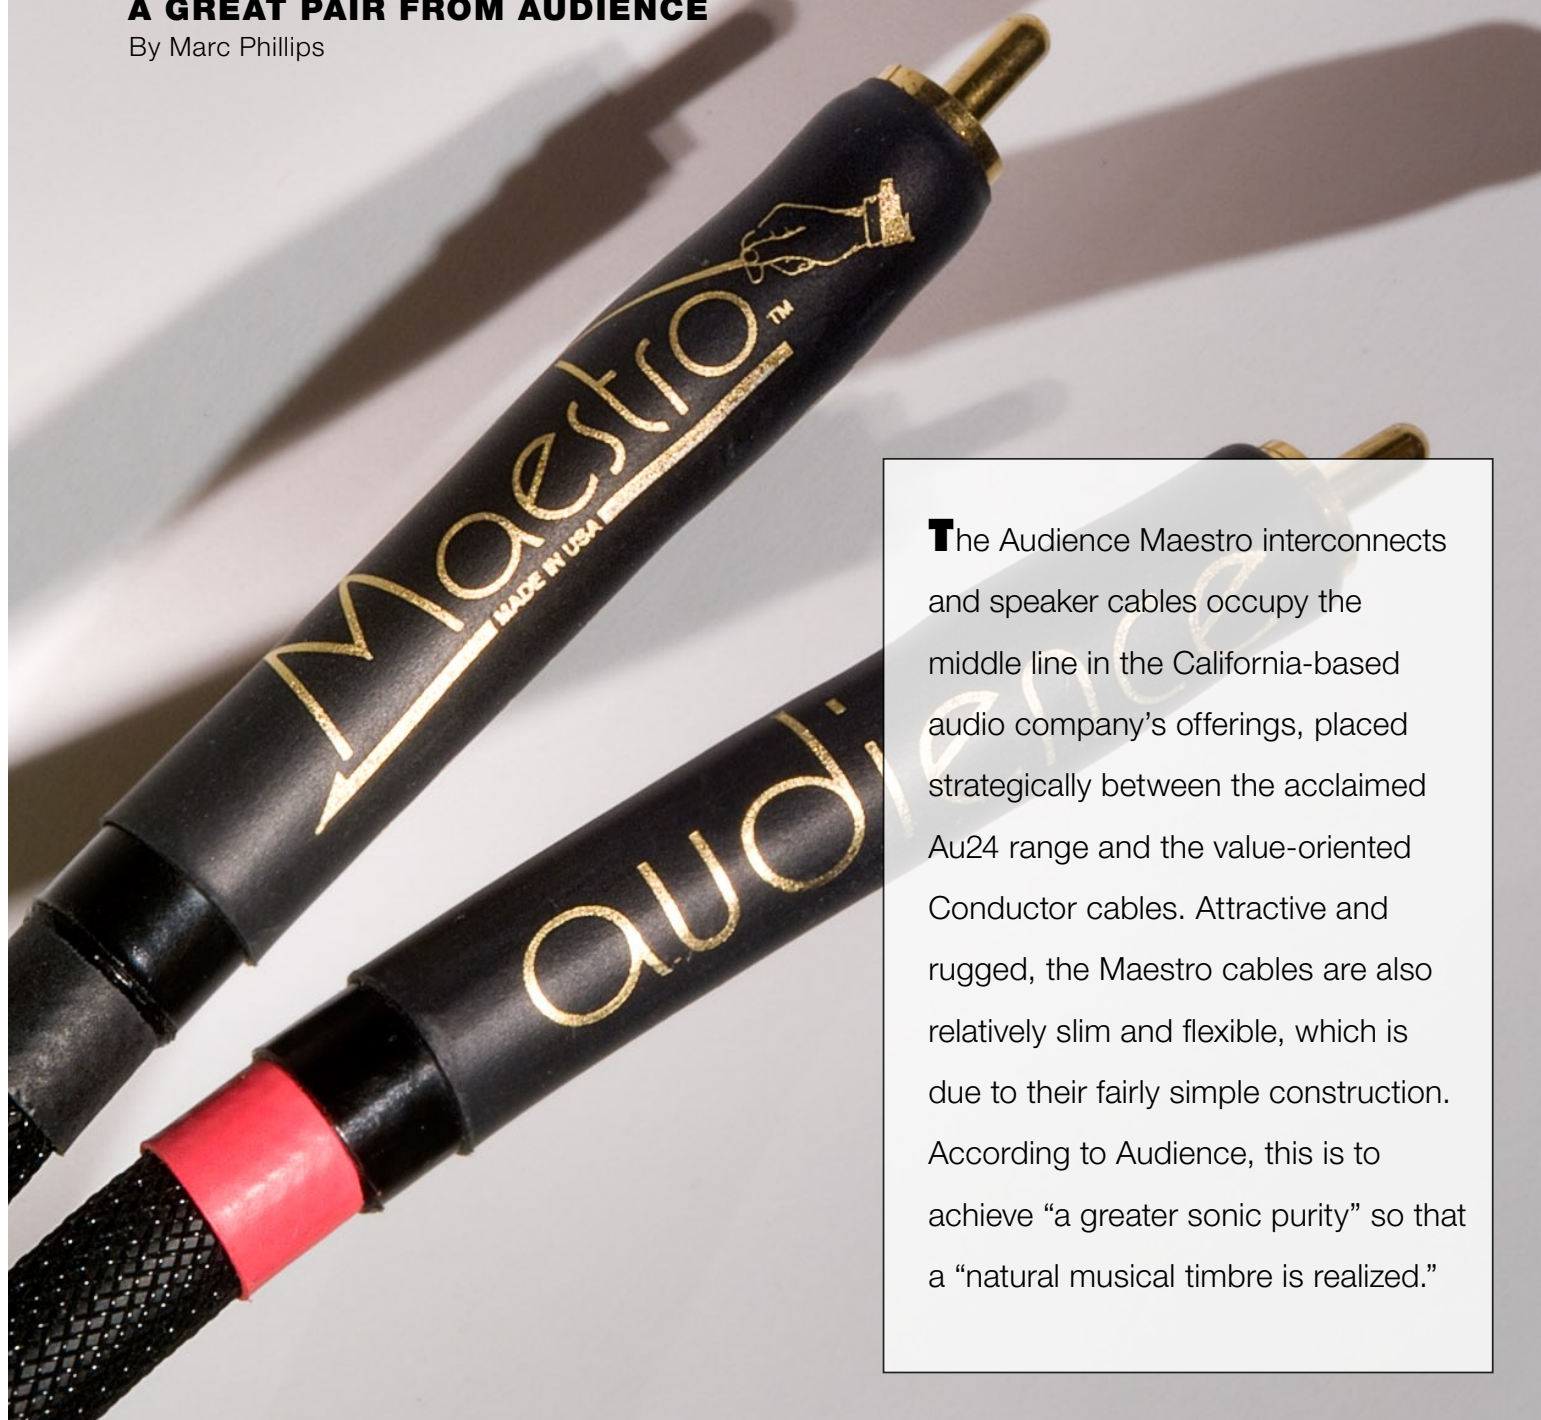 A GREAT PAIR FROM AUDIENCE
By Marc Phillips
Maestro™
MADE IN USA
audience
The Audience Maestro interconnects
and speaker cables occupy the
middle line in the California-based
audio company’s offerings, placed
strategically between the acclaimed
Au24 range and the value-oriented
Conductor cables. Attractive and
rugged, the Maestro cables are also
relatively slim and flexible, which is
due to their fairly simple construction.
According to Audience, this is to
achieve “a greater sonic purity” so that
a “natural musical timbre is realized.”